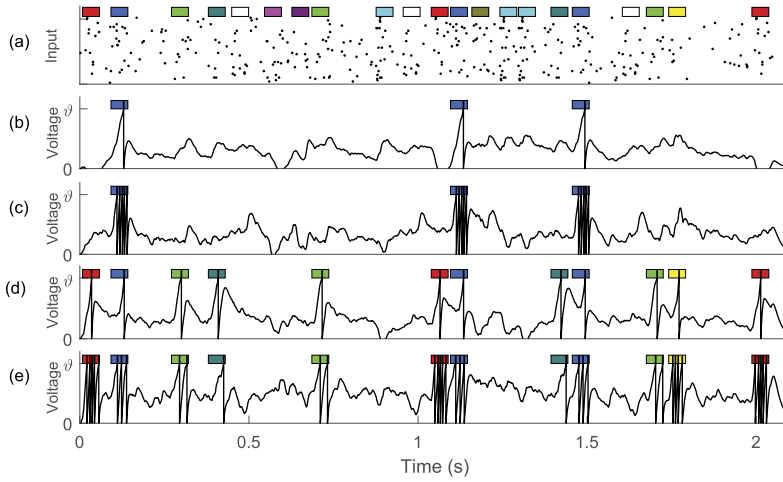 (a) Input
(b) Voltage ϑ 0
(c) Voltage ϑ 0
(d) Voltage ϑ 0
(e) Voltage ϑ 0
0 0.5 1 1.5 2
Time (s)